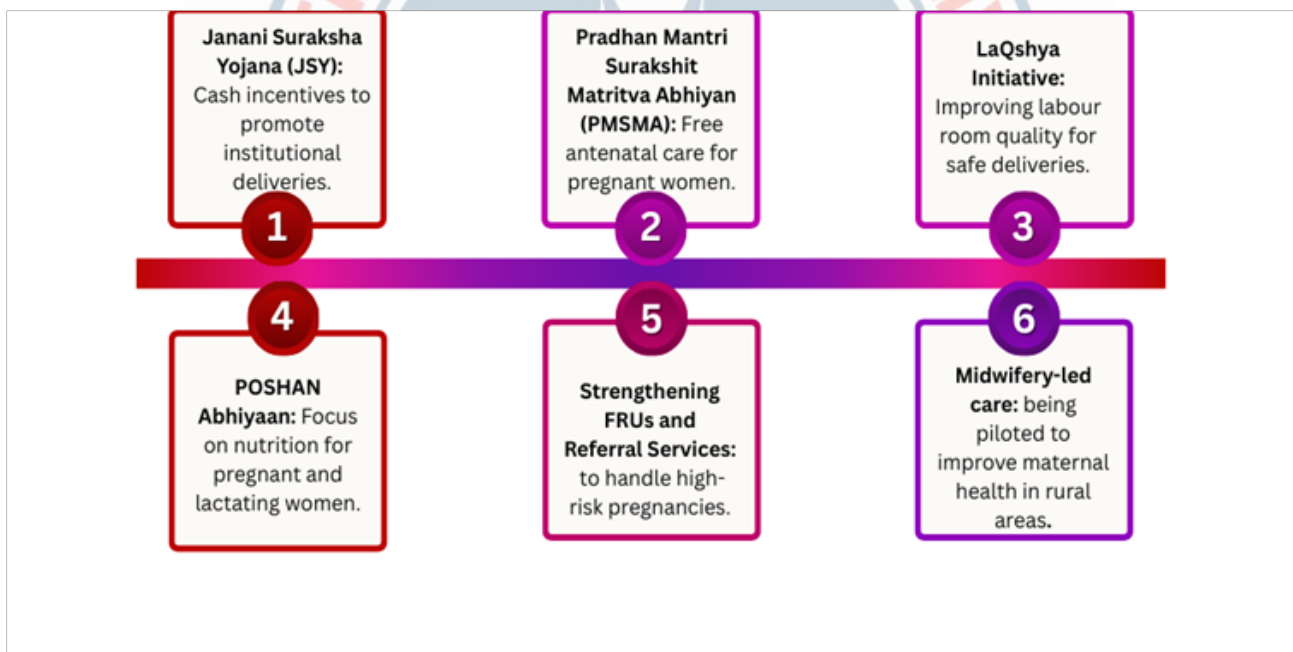 Janani Suraksha
Yojana (JSY):
Cash incentives to
promote
institutional
deliveries.
1
Pradhan Mantri
Surakshit
Matritva Abhiyan
(PMSMA): Free
antenatal care for
pregnant women.
2
LaQshya
Initiative:
Improving labour
room quality for
safe deliveries.
3
4
POSHAN
Abhiyaan: Focus
on nutrition for
pregnant and
lactating women.
5
Strengthening
FRUs and
Referral Services:
to handle high-
risk pregnancies.
6
Midwifery-led
care: being
piloted to
improve maternal
health in rural
areas.